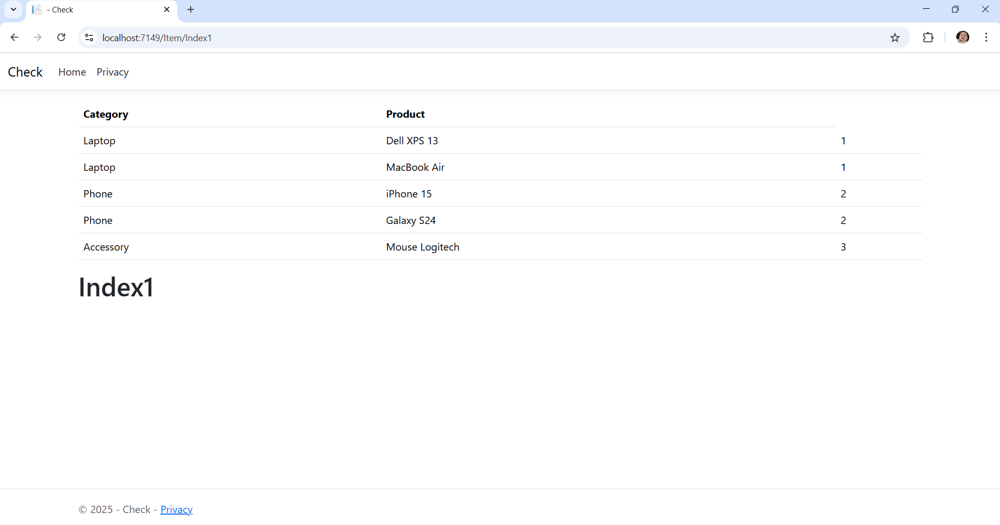 - Check
localhost:7149/Item/Index1
Check Home Privacy
Category Product
Laptop Dell XPS 13 1
Laptop MacBook Air 1
Phone iPhone 15 2
Phone Galaxy S24 2
Accessory Mouse Logitech 3
Index1
© 2025 - Check - Privacy